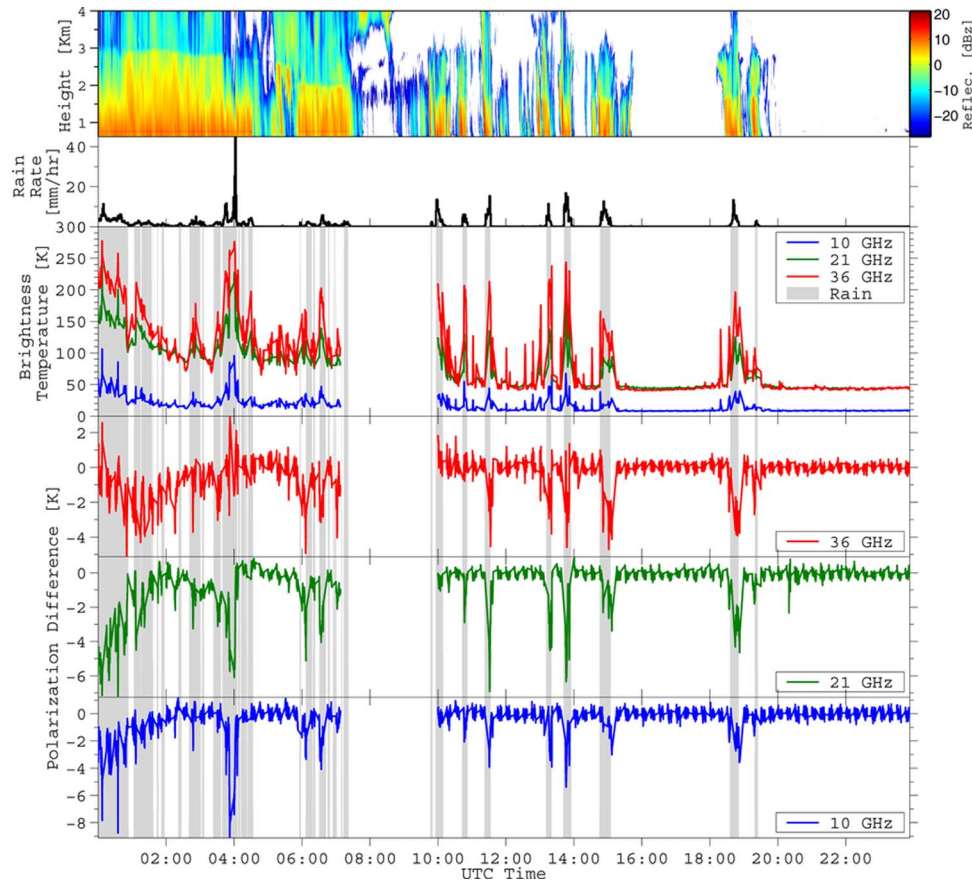 4
3
2
1
Height [Km]
20
10
0
-10
-20
Reflec. [dBz]
40
20
Rain
Rate
[mm/hr]
300
250
200
150
100
50
0
Brightness
Temperature [K]
10 GHz
21 GHz
36 GHz
Rain
2
0
-2
-4
36 GHz
0
-2
-4
-6
21 GHz
Polarization Difference [K]
0
-2
-4
-6
-8
10 GHz
02:00 04:00 06:00 08:00 10:00 12:00 14:00 16:00 18:00 20:00 22:00
UTC Time